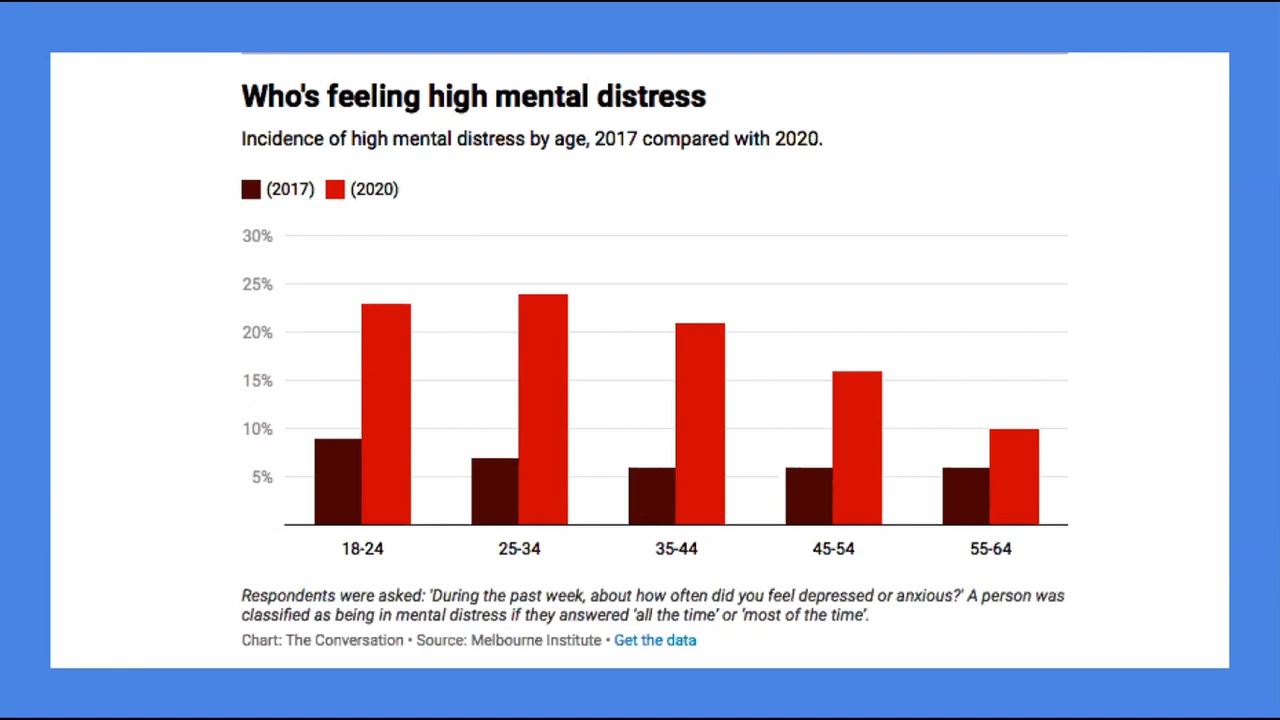 Who's feeling high mental distress
Incidence of high mental distress by age, 2017 compared with 2020.
(2017) (2020)
30%
25%
20%
15%
10%
5%
18-24 25-34 35-44 45-54 55-64
Respondents were asked: 'During the past week, about how often did you feel depressed or anxious?' A person was
classified as being in mental distress if they answered 'all the time' or 'most of the time'.
Chart: The Conversation • Source: Melbourne Institute • Get the data